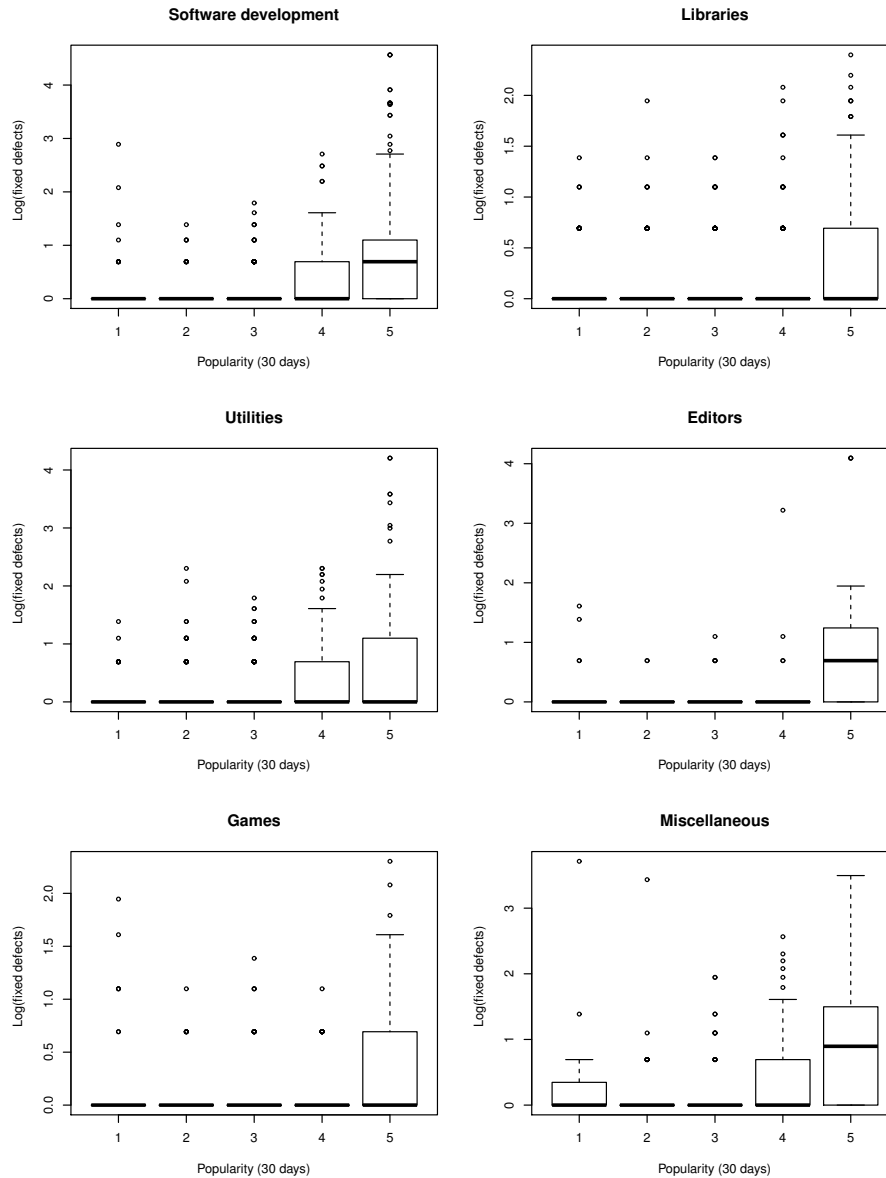 Software development
Log(fixed defects)
4
3
2
1
0
1 2 3 4 5
Popularity (30 days)
Libraries
Log(fixed defects)
2.0
1.5
1.0
0.5
0.0
1 2 3 4 5
Popularity (30 days)
Utilities
Log(fixed defects)
4
3
2
1
0
1 2 3 4 5
Popularity (30 days)
Editors
Log(fixed defects)
4
3
2
1
0
1 2 3 4 5
Popularity (30 days)
Games
Log(fixed defects)
2.0
1.5
1.0
0.5
0.0
1 2 3 4 5
Popularity (30 days)
Miscellaneous
Log(fixed defects)
3
2
1
0
1 2 3 4 5
Popularity (30 days)